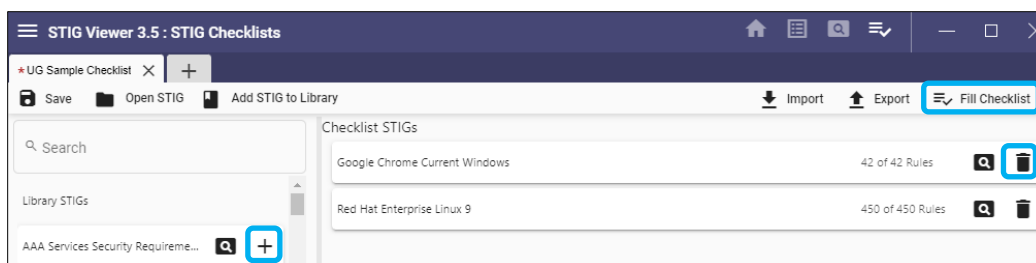 STIG Viewer 3.5 : STIG Checklists
*UG Sample Checklist
Save Open STIG Add STIG to Library Import Export Fill Checklist
Search
Library STIGs
AAA Services Security Requireme...
Checklist STIGs
Google Chrome Current Windows 42 of 42 Rules
Red Hat Enterprise Linux 9 450 of 450 Rules